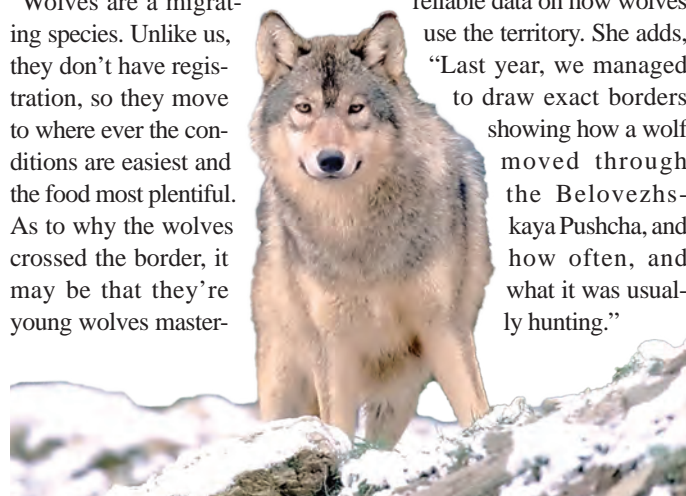 "Wolves are a migrat-
ing species. Unlike us,
they don't have regis-
tration, so they move
to where ever the con-
ditions are easiest and
the food most plentiful.
As to why the wolves
crossed the border, it
may be that they're
young wolves master-
reliable data on how wolves
use the territory. She adds,
“Last year, we managed
to draw exact borders
showing how a wolf
moved through
the Belovezhs-
kaya Pushcha, and
how often, and
what it was usual-
ly hunting.”